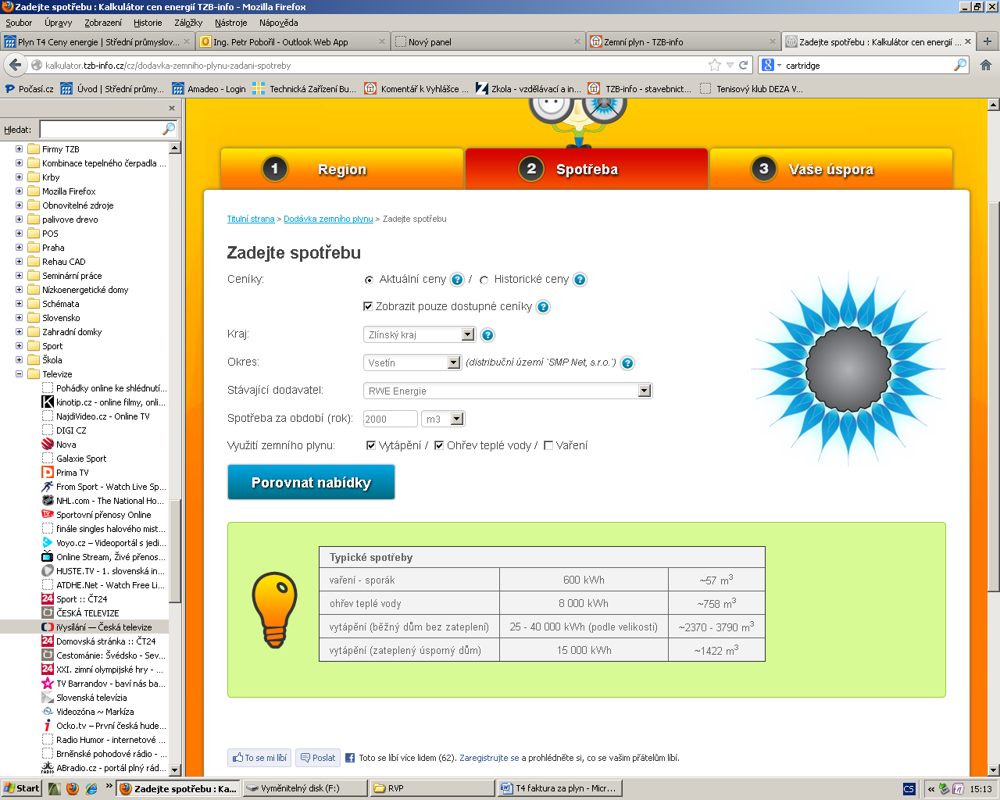 Zadejte spotřebu : Kalkulátor cen energií TZB-info - Mozilla Firefox
Soubor Úpravy Zobrazení Historie Záložky Nástroje Nápověda
Plyn T4 Ceny energie | Střední průmyslov... Ing. Petr Pobořil - Outlook Web App Nový panel Zemní plyn - TZB-info Zadejte spotřebu : Kalkulátor cen energií ...
kalkulator.tzb-info.cz/cz/dodavka-zemniho-plynu-zadani-spotreby cartridge
Počasí.cz Úvod | Střední průmy... Amadeo - Login Technická Zařízení Bu... Komentář k Vyhlášce ... Zkola - vzdělávací a in... TZB-info - stavebnict... Tenisový klub DEZA V...
Hledat:
Firmy TZB
Kombinace tepelného čerpadla ...
Krby
Mozilla Firefox
Obnovitelné zdroje
palivove drevo
POS
Praha
Rehau CAD
Seminární práce
Nízkoenergetické domy
Schémata
Slovensko
Zahradní domky
Sport
Škola
Televize
Pohádky online ke shlédnutí...
kinotip.cz - online filmy, onli...
NajdiVideo.cz - Online TV
DIGI CZ
Nova
Galaxie Sport
Prima TV
From Sport - Watch Live Sp...
NHL.com - The National Ho...
Sportovní přenosy Online
finále singles halového mist...
Voyo.cz – Videoportál s jedi...
Online Stream, Živé přenos...
HUSTE.TV - 1. slovenská in...
ATDHE.Net - Watch Free Li...
Sport :: ČT24
ČESKÁ TELEVIZE
iVysílání — Česká televize
Domovská stránka :: ČT24
Cestománie: Švédsko - Sev...
XXI. zimní olympijské hry - ...
TV Barrandov - baví nás ba...
Slovenská televízia
Videozóna ~ Markíza
Ocko.tv – První česká hude...
Radio Humor - internetové ...
Brněnské pohodové rádio - ...
ABradio.cz - portál plný rád...
1 Region 2 Spotřeba 3 Vaše úspora
Titulní strana > Dodávka zemního plynu > Zadejte spotřebu
Zadejte spotřebu
Ceníky: Aktuální ceny ? / Historické ceny ?
Zobrazit pouze dostupné ceníky ?
Kraj: Zlínský kraj ?
Okres: Vsetín (distribuční území `SMP Net, s.r.o.`) ?
Stávající dodavatel: RWE Energie
Spotřeba za období (rok): 2000 m3
Využití zemního plynu: Vytápění / Ohřev teplé vody / Vaření
Porovnat nabídky
Typické spotřeby
vaření - sporák 600 kWh ~57 m³
ohřev teplé vody 8 000 kWh ~758 m³
vytápění (běžný dům bez zateplení) 25 - 40 000 kWh (podle velikosti) ~2370 - 3790 m³
vytápění (zateplený úsporný dům) 15 000 kWh ~1422 m³
To se mi líbí Poslat Toto se líbí více lidem (62). Zaregistrujte se a prohlédněte si, co se vašim přátelům líbí.
Start » Zadejte spotřebu : Ka... Vyměnitelný disk (F:) RVP T4 faktura za plyn - Micr... CS « 15:13